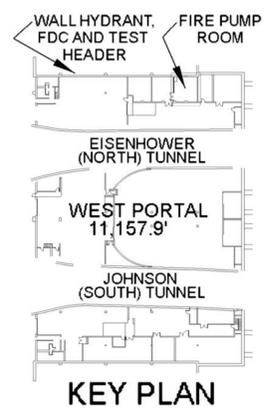 WALL HYDRANT,
FDC AND TEST
HEADER
FIRE PUMP
ROOM
EISENHOWER
(NORTH) TUNNEL
WEST PORTAL
11,157.9'
JOHNSON
(SOUTH) TUNNEL
KEY PLAN